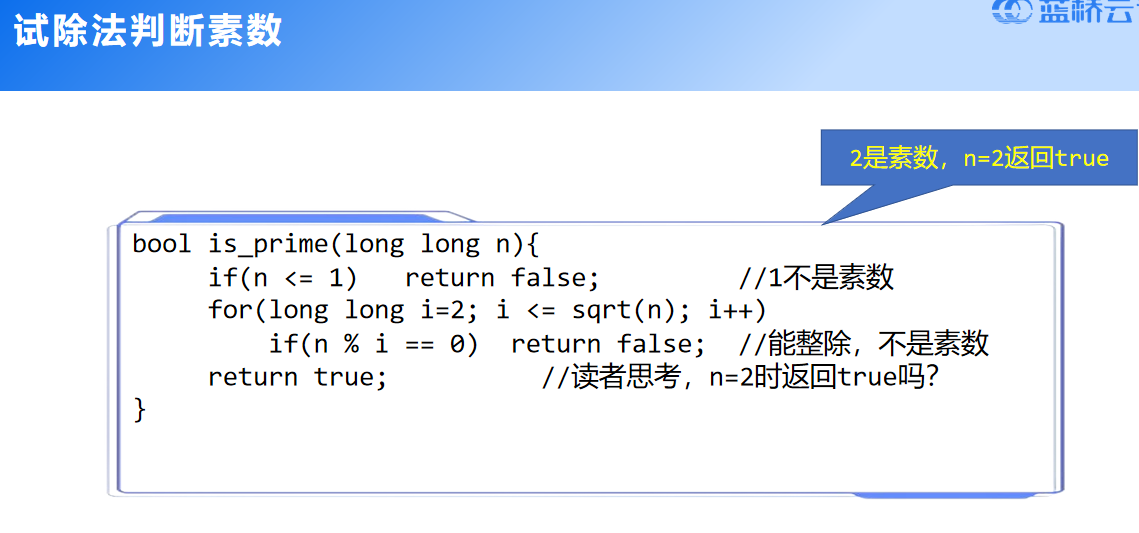 试除法判断素数
蓝桥云
2是素数，n=2返回true
bool is_prime(long long n){
if(n <= 1)   return false;         //1不是素数
for(long long i=2; i <= sqrt(n); i++)
if(n % i == 0)  return false;  //能整除，不是素数
return true;          //读者思考，n=2时返回true吗？
}